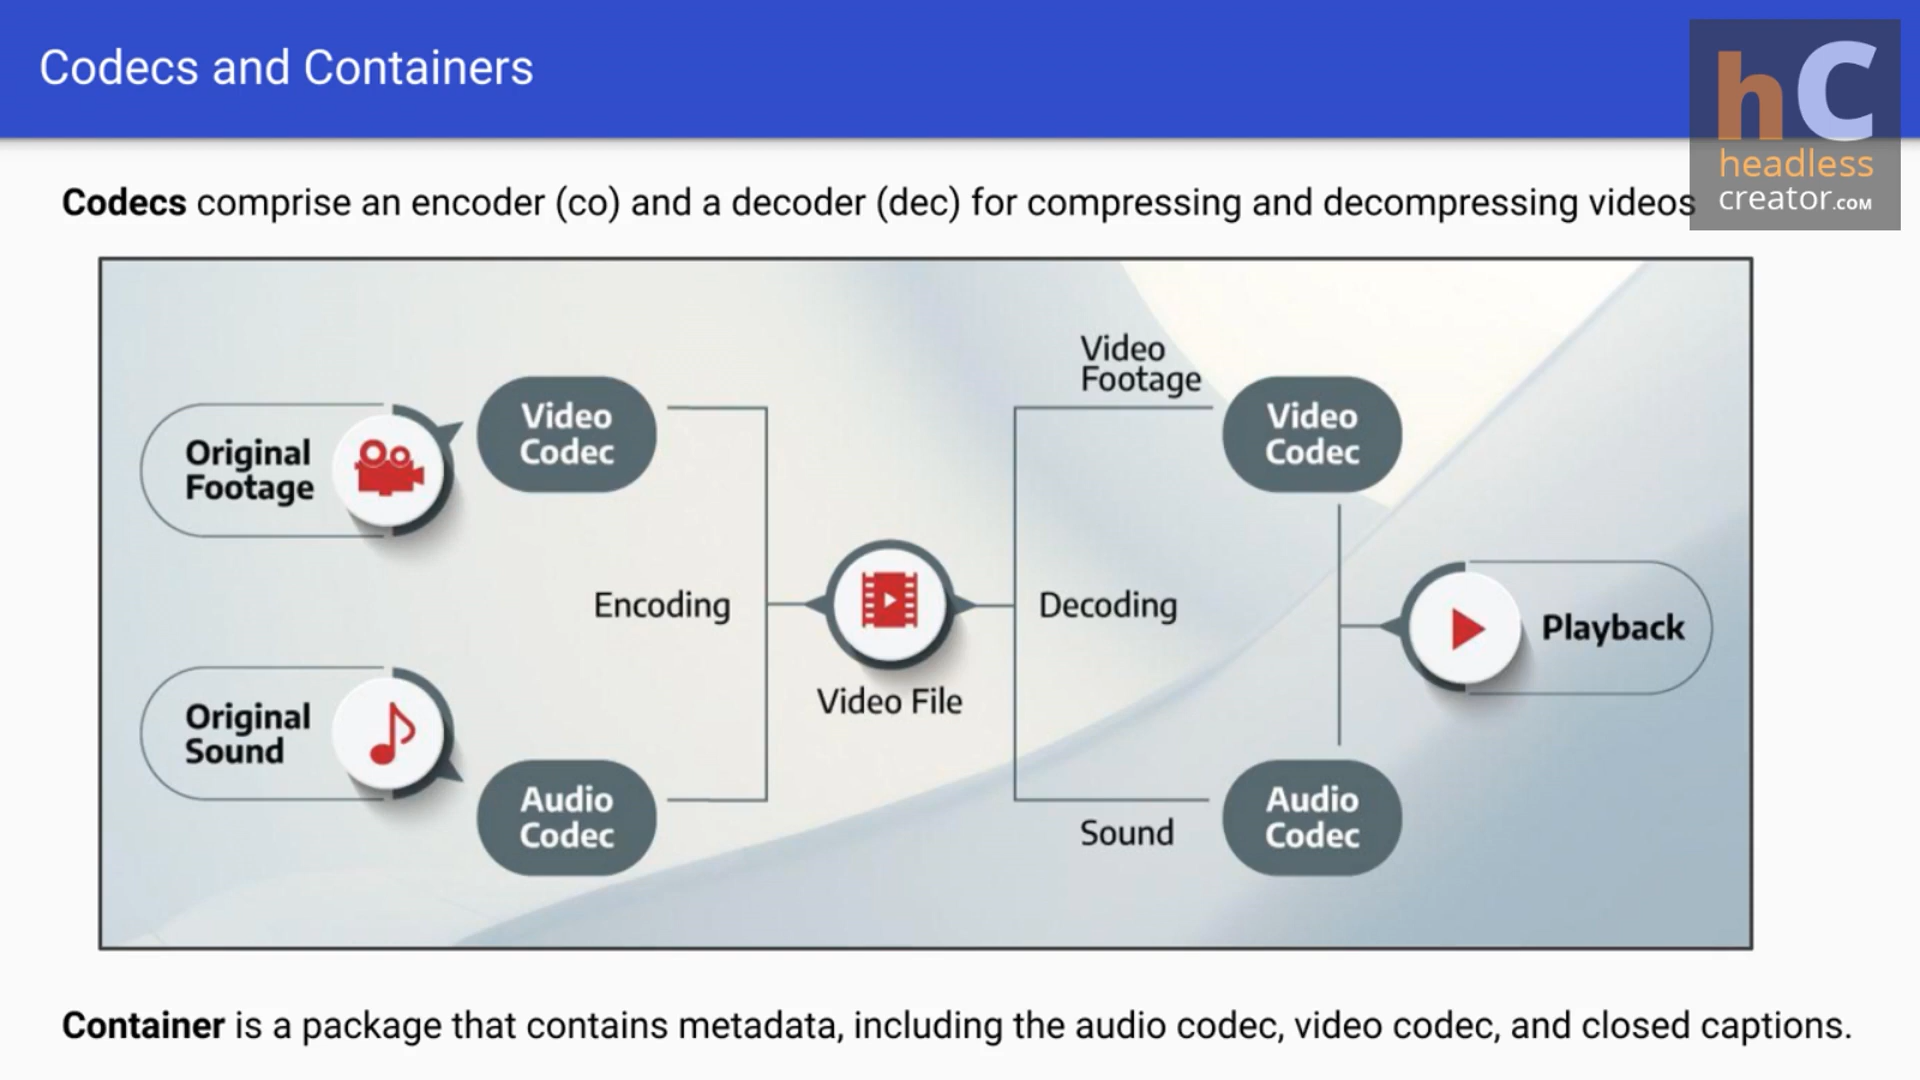 Codecs and Containers
hC
headless
creator.COM
Codecs comprise an encoder (co) and a decoder (dec) for compressing and decompressing videos
Original
Footage
Video
Codec
Video
Footage
Video
Codec
Encoding
Video File
Decoding
Playback
Original
Sound
Audio
Codec
Sound
Audio
Codec
Container is a package that contains metadata, including the audio codec, video codec, and closed captions.